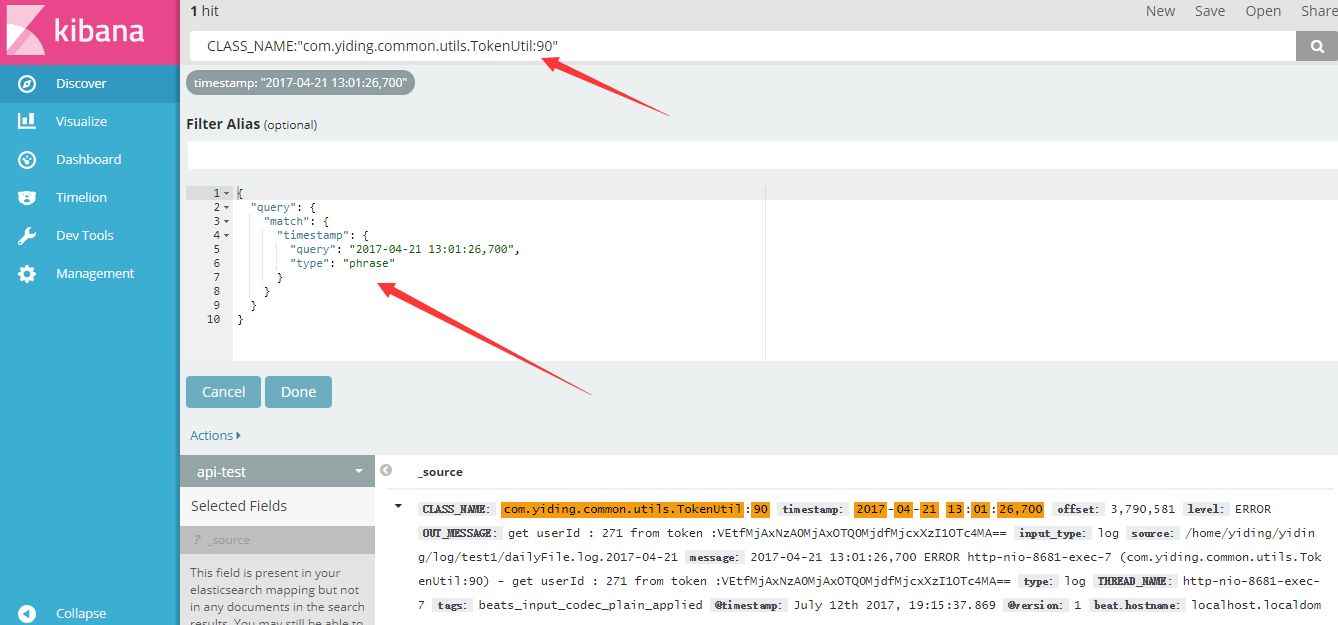 kibana
Discover
Visualize
Dashboard
Timelion
Dev Tools
Management
Collapse
1 hit
New Save Open Share
CLASS_NAME:"com.yiding.common.utils.TokenUtil:90"
timestamp: "2017-04-21 13:01:26,700"
Filter Alias (optional)
1 {
2 "query": {
3 "match": {
4 "timestamp": {
5 "query": "2017-04-21 13:01:26,700",
6 "type": "phrase"
7 }
8 }
9 }
10 }
Cancel Done
Actions
api-test
Selected Fields
? _source
This field is present in your
elasticsearch mapping but not
in any documents in the search
results. You may still be able to
_source
CLASS_NAME: com.yiding.common.utils.TokenUtil:90 timestamp: 2017-04-21 13:01:26,700 offset: 3,790,581 level: ERROR
OUT_MESSAGE: get userId : 271 from token :VEtfMjAxNzA0MjAxOTQ0MjdfMjcxXzI1OTc4MA== input_type: log source: /home/yiding/yidin
g/log/test1/dailyFile.log.2017-04-21 message: 2017-04-21 13:01:26,700 ERROR http-nio-8681-exec-7 (com.yiding.common.utils.Tok
enUtil:90) - get userId : 271 from token :VEtfMjAxNzA0MjAxOTQ0MjdfMjcxXzI1OTc4MA== type: log THREAD_NAME: http-nio-8681-exec-
7 tags: beats_input_codec_plain_applied @timestamp: July 12th 2017, 19:15:37.869 @version: 1 beat.hostname: localhost.localdom